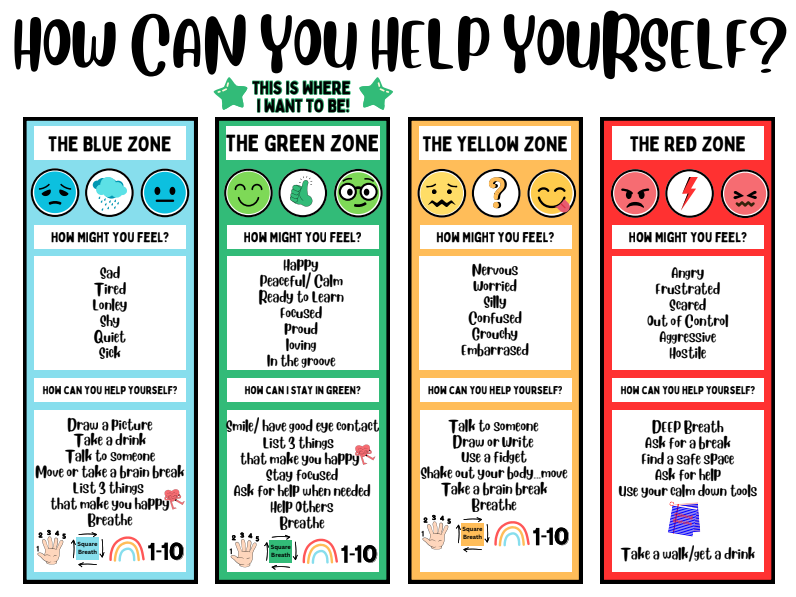 HOW CAN YOU HELP YOURSELF?
THIS IS WHERE
I WANT TO BE!
THE BLUE ZONE
HOW MIGHT YOU FEEL?
Sad
Tired
Lonley
Shy
Quiet
Sick
HOW CAN YOU HELP YOURSELF?
Draw a Picture
Take a drink
Talk to someone
Move or take a brain break
List 3 things
that make you happy
Breathe
1 2 3 4 5
Square
Breath
1-10
THE GREEN ZONE
HOW MIGHT YOU FEEL?
Happy
Peaceful/ Calm
Ready to Learn
Focused
Proud
loving
In the groove
HOW CAN I STAY IN GREEN?
Smile/ have good eye contact
List 3 things
that make you happy
Stay focused
Ask for help when needed
Help Others
Breathe
1 2 3 4 5
Square
Breath
1-10
THE YELLOW ZONE
?
HOW MIGHT YOU FEEL?
Nervous
Worried
Silly
Confused
Grouchy
Embarrased
HOW CAN YOU HELP YOURSELF?
Talk to someone
Draw or Write
Use a fidget
Shake out your body...move
Take a brain break
Breathe
1 2 3 4 5
Square
Breath
1-10
THE RED ZONE
HOW MIGHT YOU FEEL?
Angry
Frustrated
Scared
Out of Control
Aggressive
Hostile
HOW CAN YOU HELP YOURSELF?
DEEP Breath
Ask for a break
Find a safe space
Ask for help
Use your calm down tools
Take a walk/get a drink